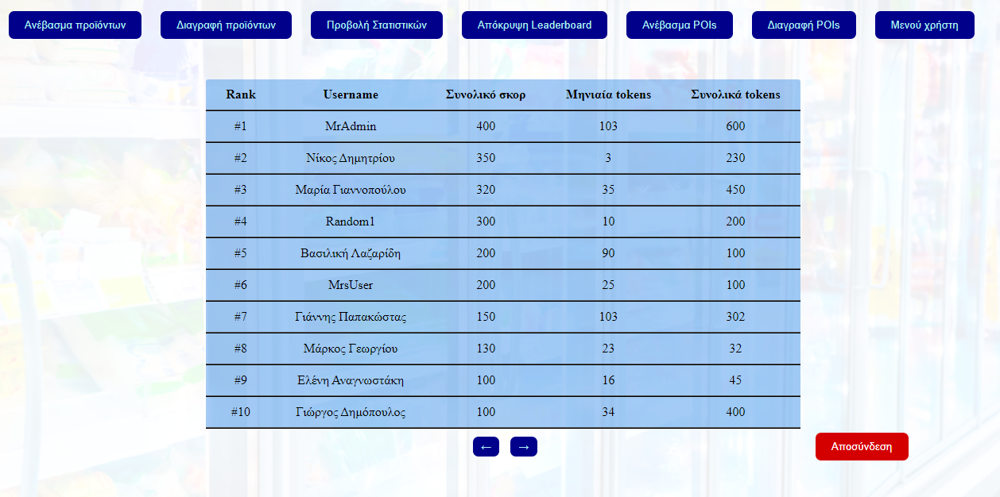 Ανέβασμα προϊόντων Διαγραφή προϊόντων Προβολή Στατιστικών Απόκρυψη Leaderboard Ανέβασμα POIs Διαγραφή POIs Μενού χρήστη
Rank Username Συνολικό σκορ Μηνιαία tokens Συνολικά tokens
#1 MrAdmin 400 103 600
#2 Νίκος Δημητρίου 350 3 230
#3 Μαρία Γιαννοπούλου 320 35 450
#4 Random1 300 10 200
#5 Βασιλική Λαζαρίδη 200 90 100
#6 MrsUser 200 25 100
#7 Γιάννης Παπακώστας 150 103 302
#8 Μάρκος Γεωργίου 130 23 32
#9 Ελένη Αναγνωστάκη 100 16 45
#10 Γιώργος Δημόπουλος 100 34 400
← →
Αποσύνδεση